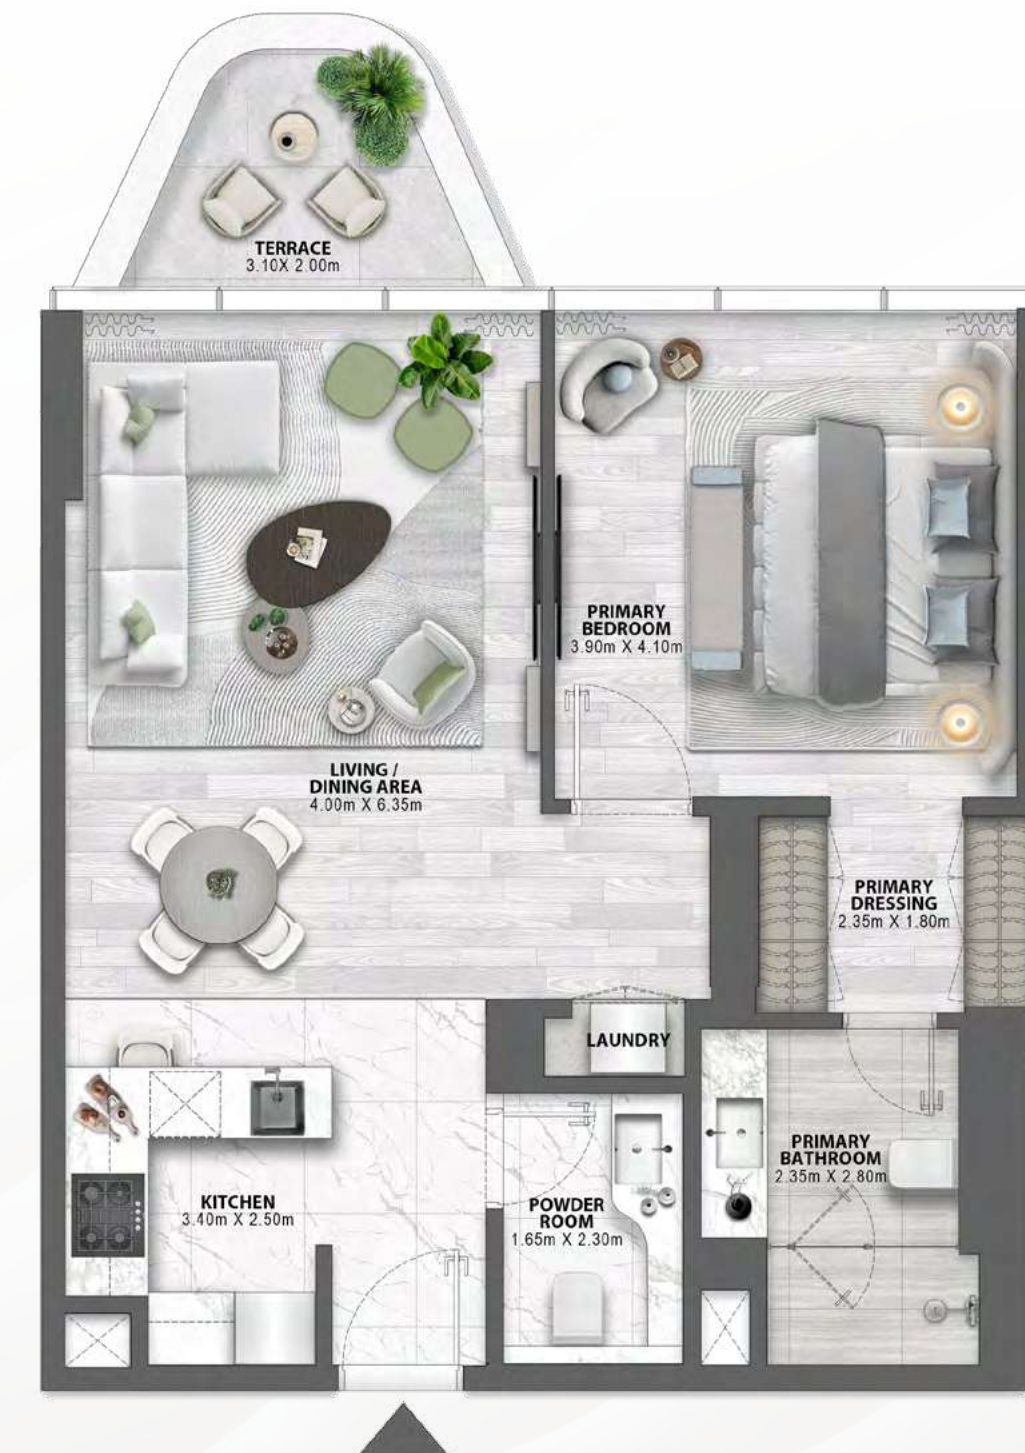 TERRACE
3.10X 2.00m
PRIMARY
BEDROOM
3.90m X 4.10m
LIVING /
DINING AREA
4.00m X 6.35m
PRIMARY
DRESSING
2.35m X 1.80m
LAUNDRY
PRIMARY
BATHROOM
2.35m X 2.80m
KITCHEN
3.40m X 2.50m
POWDER
ROOM
1.65m X 2.30m